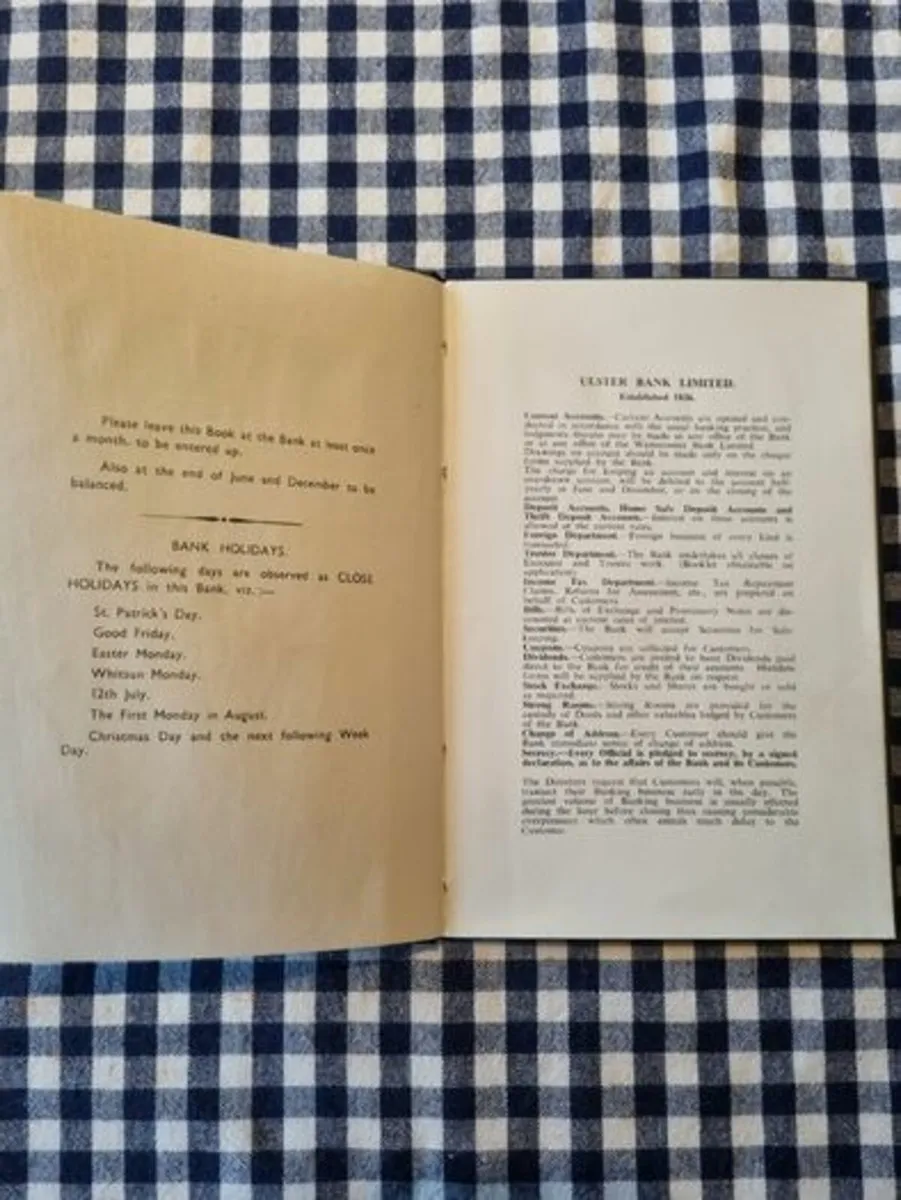 Please leave this Book at the Bank at least once
a month, to be entered up.
Also at the end of June and December to be
balanced.
BANK HOLIDAYS.
The following days are observed as CLOSE
HOLIDAYS in this Bank, viz.:—
St. Patrick's Day.
Good Friday.
Easter Monday.
Whitsun Monday.
12th July.
The First Monday in August.
Christmas Day and the next following Week
Day.
ULSTER BANK LIMITED.
Established 1836.
Current Accounts.—Current Accounts are opened and con-
ducted in accordance with the usual banking practice, and
lodgments thereto may be made at any office of the Bank
or at any office of the Westminster Bank Limited.
Drawings on account should be made only on the cheque
forms supplied by the Bank.
The charge for keeping an account and interest on an
overdrawn account, will be debited to the account half-
yearly in June and December, or on the closing of the
account.
Deposit Accounts, Home Safe Deposit Accounts and
Thrift Deposit Accounts.—Interest on these accounts is
allowed at the current rates.
Foreign Department.—Foreign business of every kind is
transacted.
Trustee Department.—The Bank undertakes all classes of
Executor and Trustee work. (Booklet obtainable on
application)
Income Tax Department.—Income Tax Repayment
Claims, Returns for Assessment, etc., are prepared on
behalf of Customers.
Bills.—Bills of Exchange and Promissory Notes are dis-
counted at current rates of interest.
Securities.—The Bank will accept Securities for Safe-
keeping.
Coupons.—Coupons are collected for Customers.
Dividends.—Customers are invited to have Dividends paid
direct to the Bank for credit of their accounts. Mandate
forms will be supplied by the Bank on request.
Stock Exchange.—Stocks and Shares are bought or sold
as required.
Strong Rooms.—Strong Rooms are provided for the
custody of Deeds and other valuables lodged by Customers
of the Bank.
Change of Address.—Every Customer should give the
Bank immediate notice of change of address.
Secrecy.—Every Official is pledged to secrecy, by a signed
declaration, as to the affairs of the Bank and its Customers.
The Directors request that Customers will, when possible,
transact their Banking business early in the day. The
greatest volume of Banking business is usually effected
during the hour before closing thus causing considerable
overpressure which often entails much delay to the
Customer.